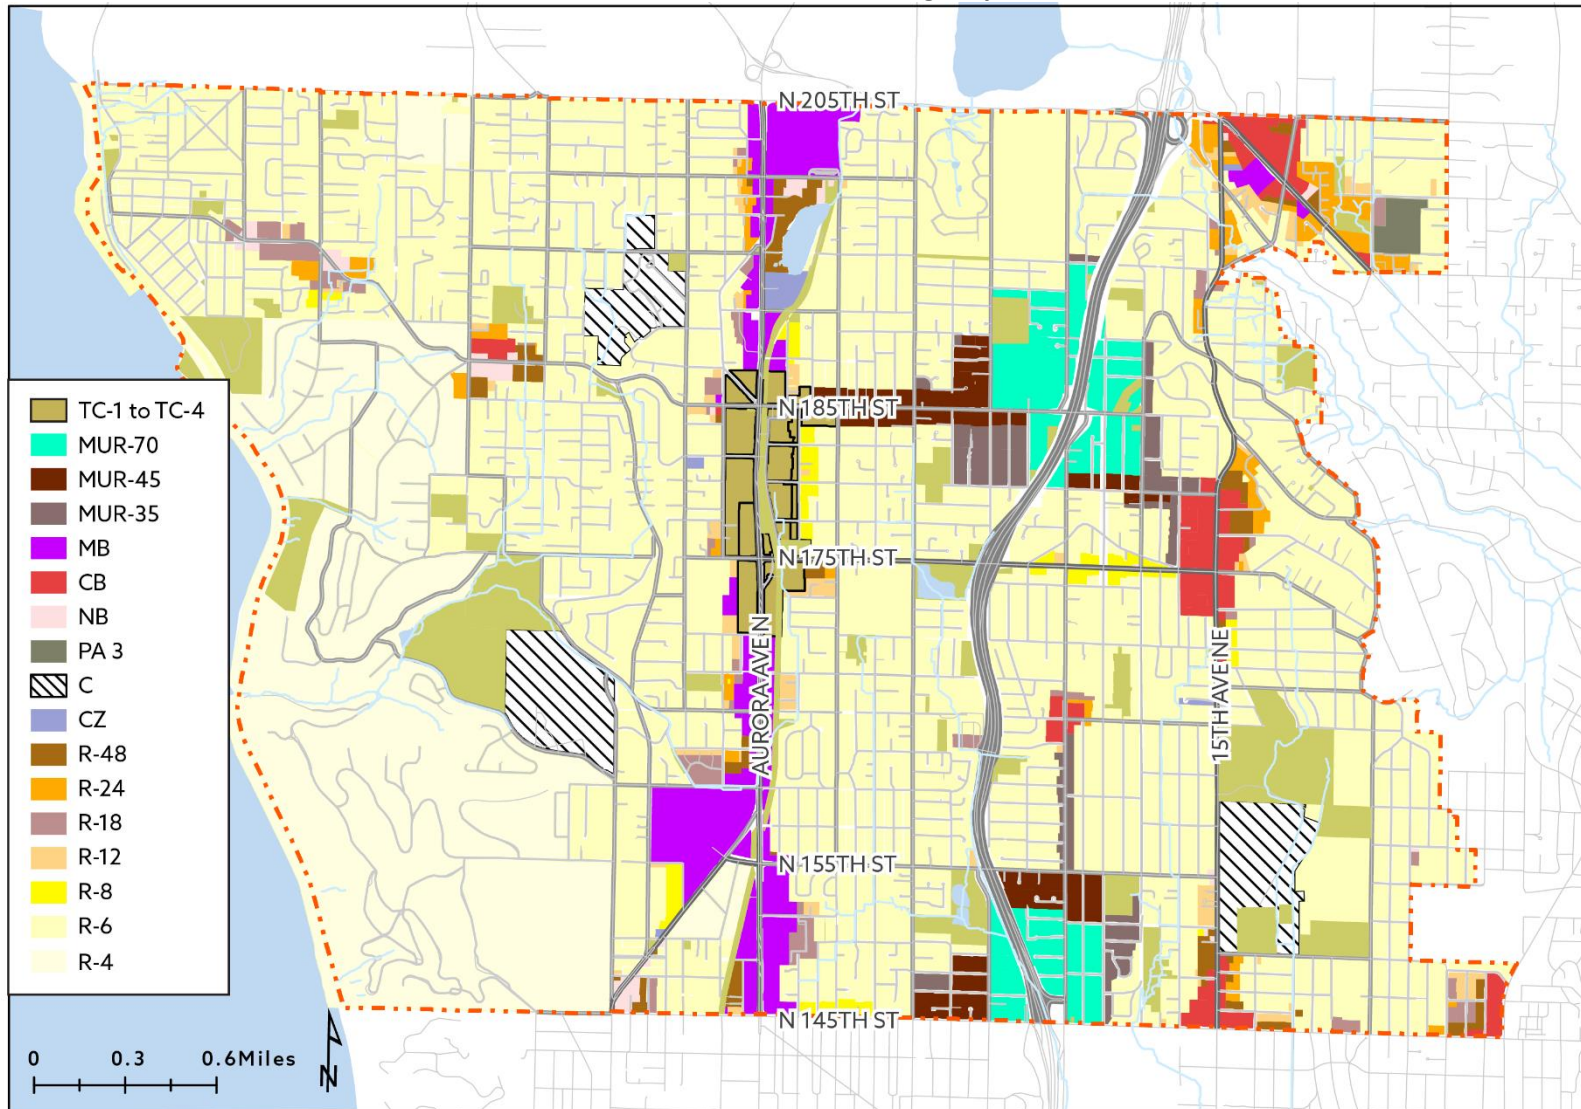 N 205TH ST
N 185TH ST
N 175TH ST
AURORA AVE N
15TH AVE NE
N 155TH ST
N 145TH ST
TC-1 to TC-4
MUR-70
MUR-45
MUR-35
MB
CB
NB
PA 3
C
CZ
R-48
R-24
R-18
R-12
R-8
R-6
R-4
0 0.3 0.6Miles
N